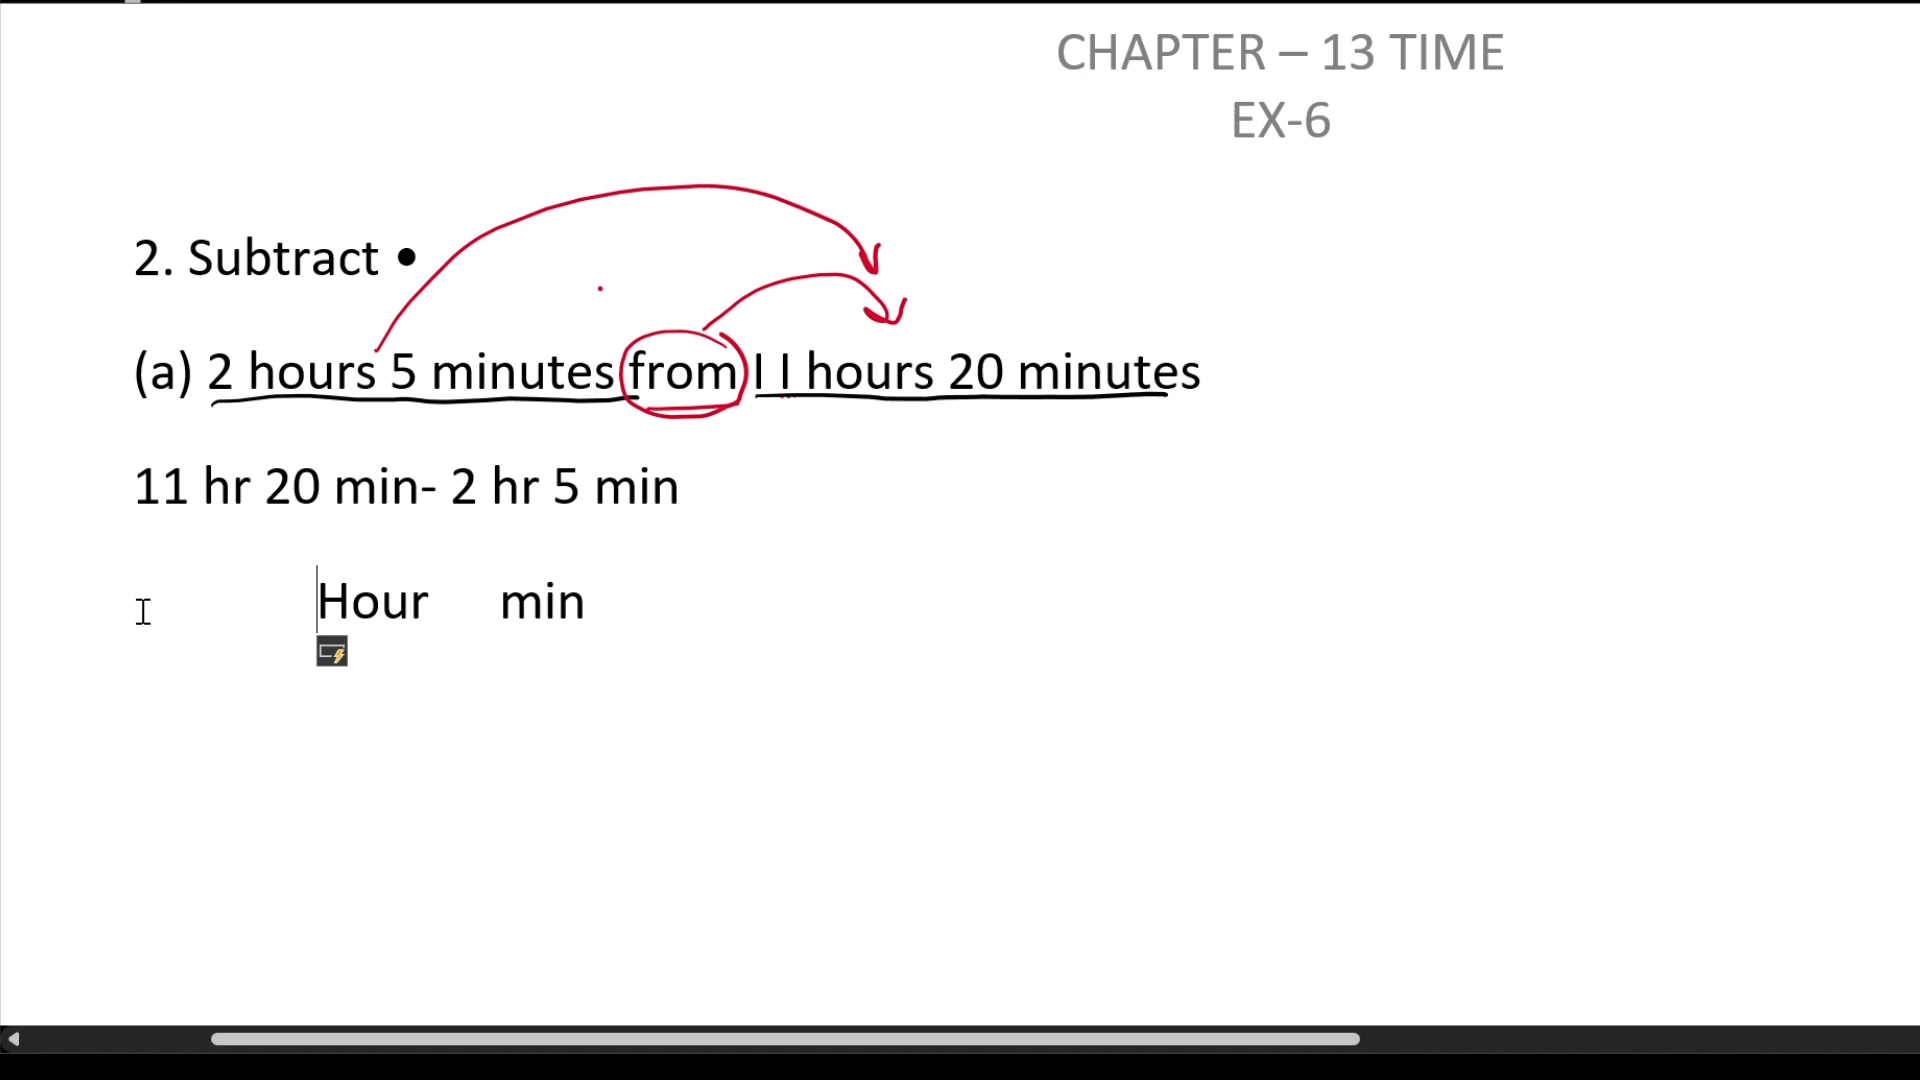 CHAPTER – 13 TIME
EX-6
2. Subtract •
(a) 2 hours 5 minutes from I I hours 20 minutes
11 hr 20 min- 2 hr 5 min
Hour min